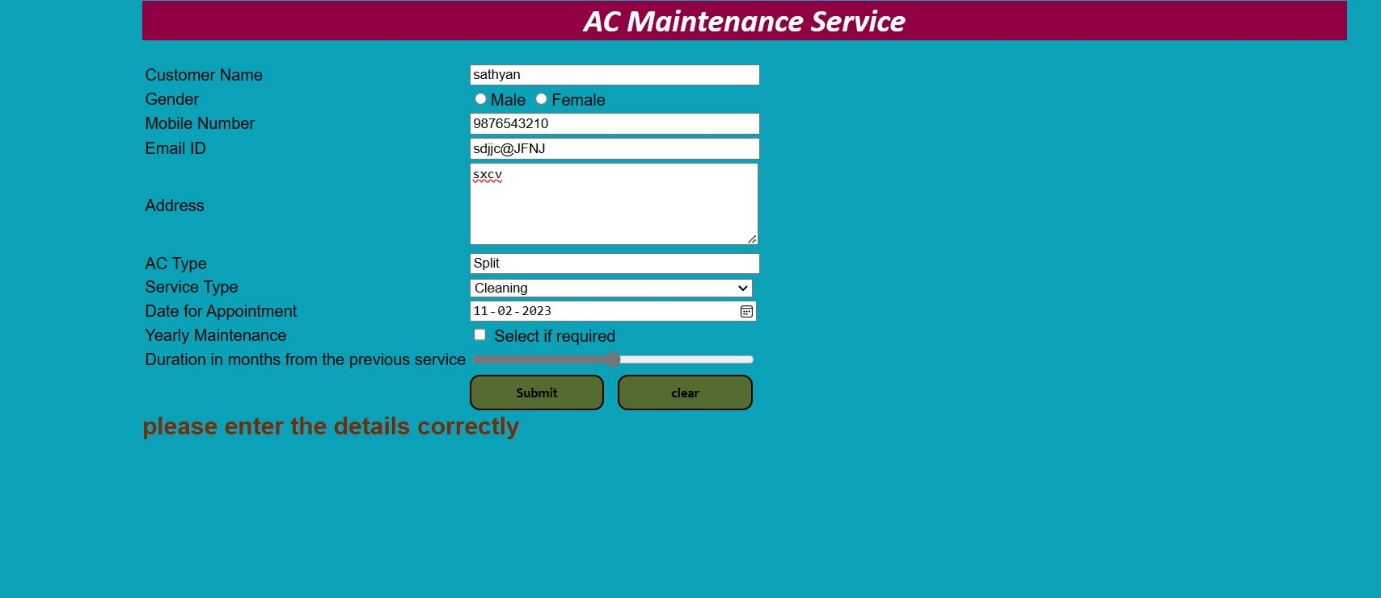 AC Maintenance Service
Customer Name sathyan
Gender Male Female
Mobile Number 9876543210
Email ID sdjjc@JFNJ
Address sxcv
AC Type Split
Service Type Cleaning
Date for Appointment 11-02-2023
Yearly Maintenance Select if required
Duration in months from the previous service
Submit clear
please enter the details correctly